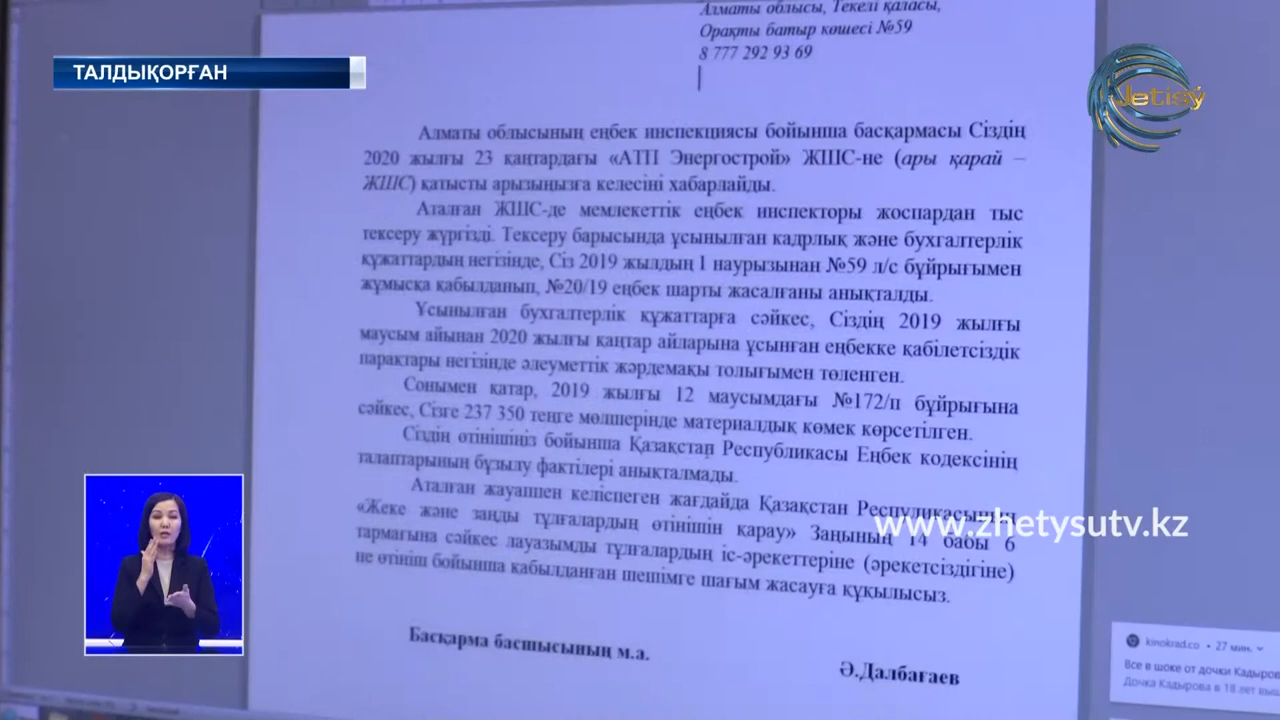 Алматы облысы, Текелі қаласы,
Орақты батыр көшесі №59
8 777 292 93 69
ТАЛДЫҚОРҒАН
Jetisý
Алматы облысының еңбек инспекциясы бойынша басқармасы Сіздің
2020 жылғы 23 қаңтардағы «АТП Энергострой» ЖШС-не (ары қарай –
ЖШС) қатысты арызыңызға келесіні хабарлайды.
Аталған ЖШС-де мемлекеттік еңбек инспекторы жоспардан тыс
тексеру жүргізді. Тексеру барысында ұсынылған кадрлық және бухгалтерлік
құжаттардың негізінде, Сіз 2019 жылдың 1 наурызынан №59 л/с бұйрығымен
жұмысқа қабылданып, №20/19 еңбек шарты жасалғаны анықталды.
Ұсынылған бухгалтерлік құжаттарға сәйкес, Сіздің 2019 жылғы
маусым айынан 2020 жылғы қаңтар айларына ұсынған еңбекке қабілетсіздік
парақтары негізінде әлеуметтік жәрдемақы толығымен төленген.
Сонымен қатар, 2019 жылғы 12 маусымдағы №172/п бұйрығына
сәйкес, Сізге 237 350 теңге мөлшерінде материалдық көмек көрсетілген.
Сіздің өтінішіңіз бойынша Қазақстан Республикасы Еңбек кодексінің
талаптарының бұзылу фактілері анықталмады.
Аталған жауаппен келіспеген жағдайда Қазақстан Республикасының
«Жеке және заңды тұлғалардың өтінішін қарау» Заңының 14 бабы 6
www.zhetysutv.kz
тармағына сәйкес лауазымды тұлғалардың іс-әрекеттеріне (әрекетсіздігіне)
не өтініш бойынша қабылданған шешімге шағым жасауға құқылысыз.
Басқарма басшысының м.а.
Ә.Далбағаев
kinokrad.co • 27 мин.
Все в шоке от дочки Кадыров
Дочка Кадырова в 18 лет выш